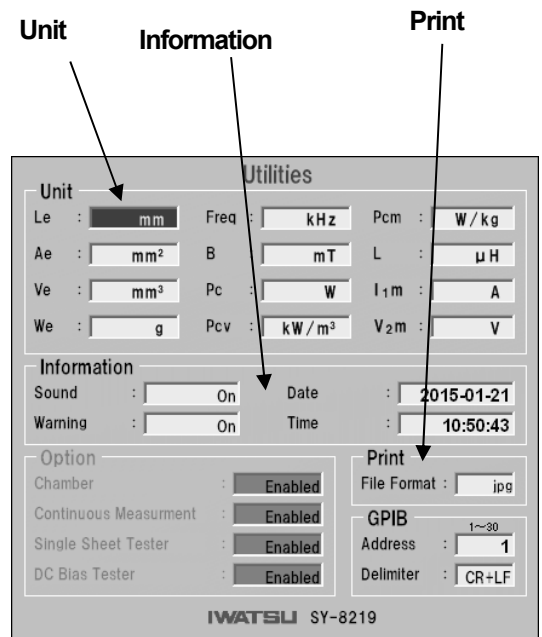 Unit
Information
Print
Utilities
Unit
Le : mm Freq : kHz Pcm : W/kg
Ae : mm² B : mT L : μH
Ve : mm³ Pc : W I₁m : A
We : g Pcv : kW/m³ V₂m : V
Information
Sound : On Date : 2015-01-21
Warning : On Time : 10:50:43
Option
Chamber : Enabled
Continuous Measurment : Enabled
Single Sheet Tester : Enabled
DC Bias Tester : Enabled
Print
File Format : jpg
GPIB
1~30
Address : 1
Delimiter : CR+LF
IWATSU SY-8219